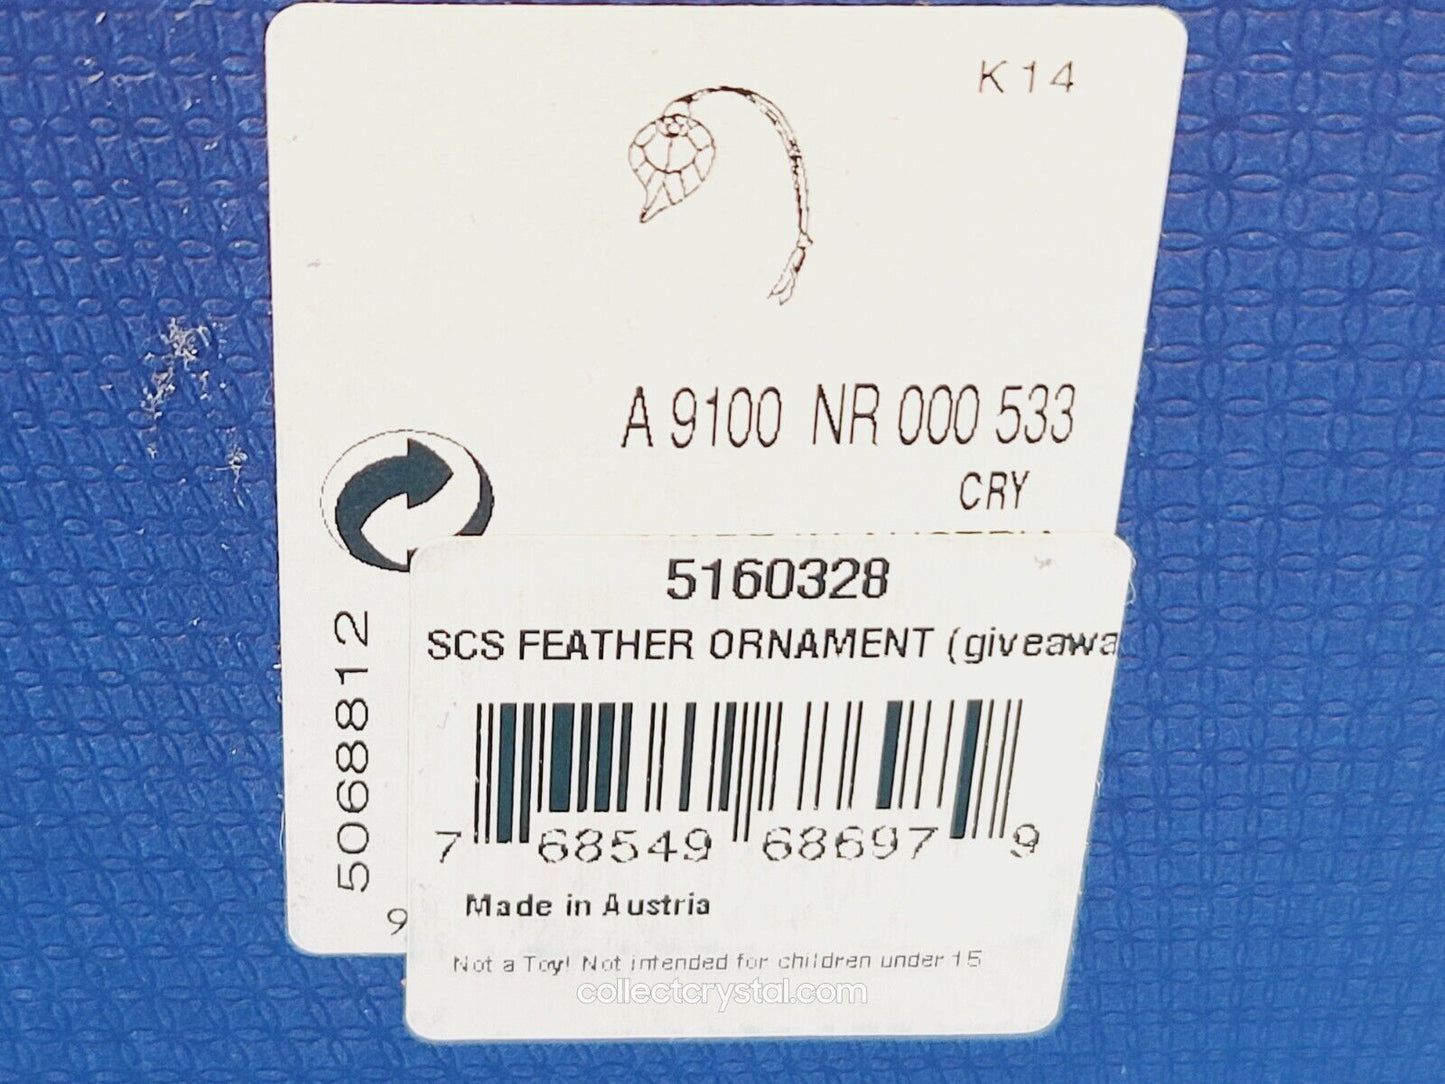 K14
A 9100 NR 000 533
CRY
5160328
SCS FEATHER ORNAMENT (giveawa
7 68549 68697 9
Made in Austria
Not a Toy! Not intended for children under 15
5068812
9
collectcrystal.com